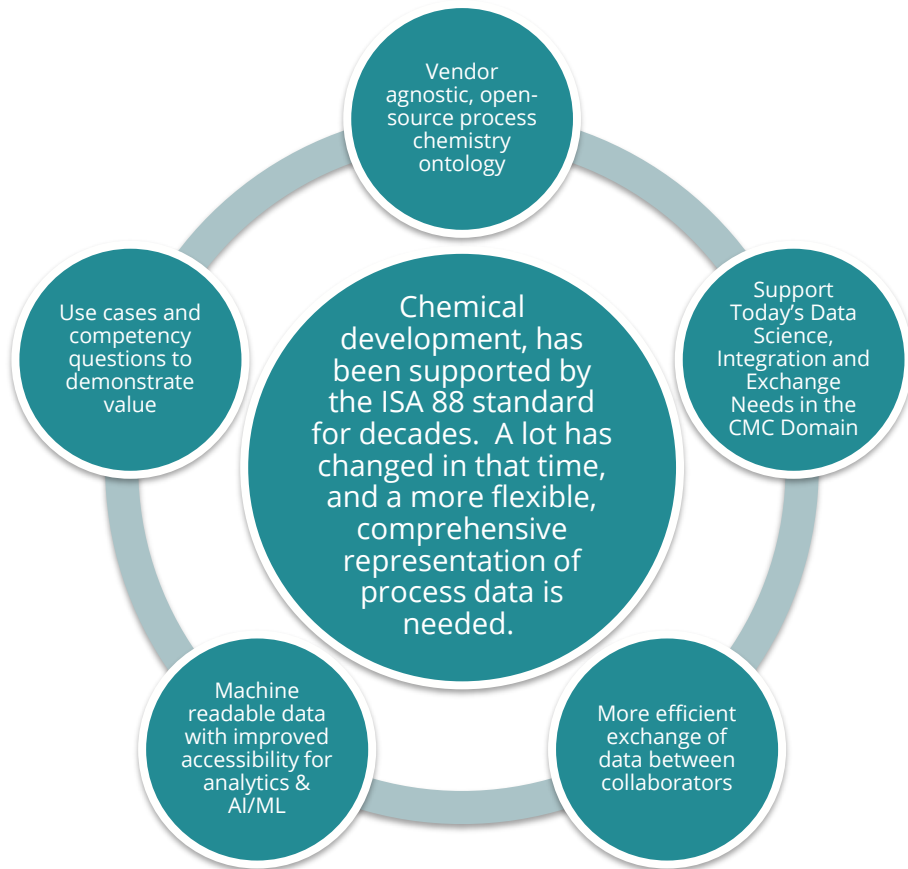 Vendor
agnostic, open-
source process
chemistry
ontology
Support
Today's Data
Science,
Integration and
Exchange
Needs in the
CMC Domain
More efficient
exchange of
data between
collaborators
Machine
readable data
with improved
accessibility for
analytics &
AI/ML
Use cases and
competency
questions to
demonstrate
value
Chemical
development, has
been supported by
the ISA 88 standard
for decades.  A lot has
changed in that time,
and a more flexible,
comprehensive
representation of
process data is
needed.